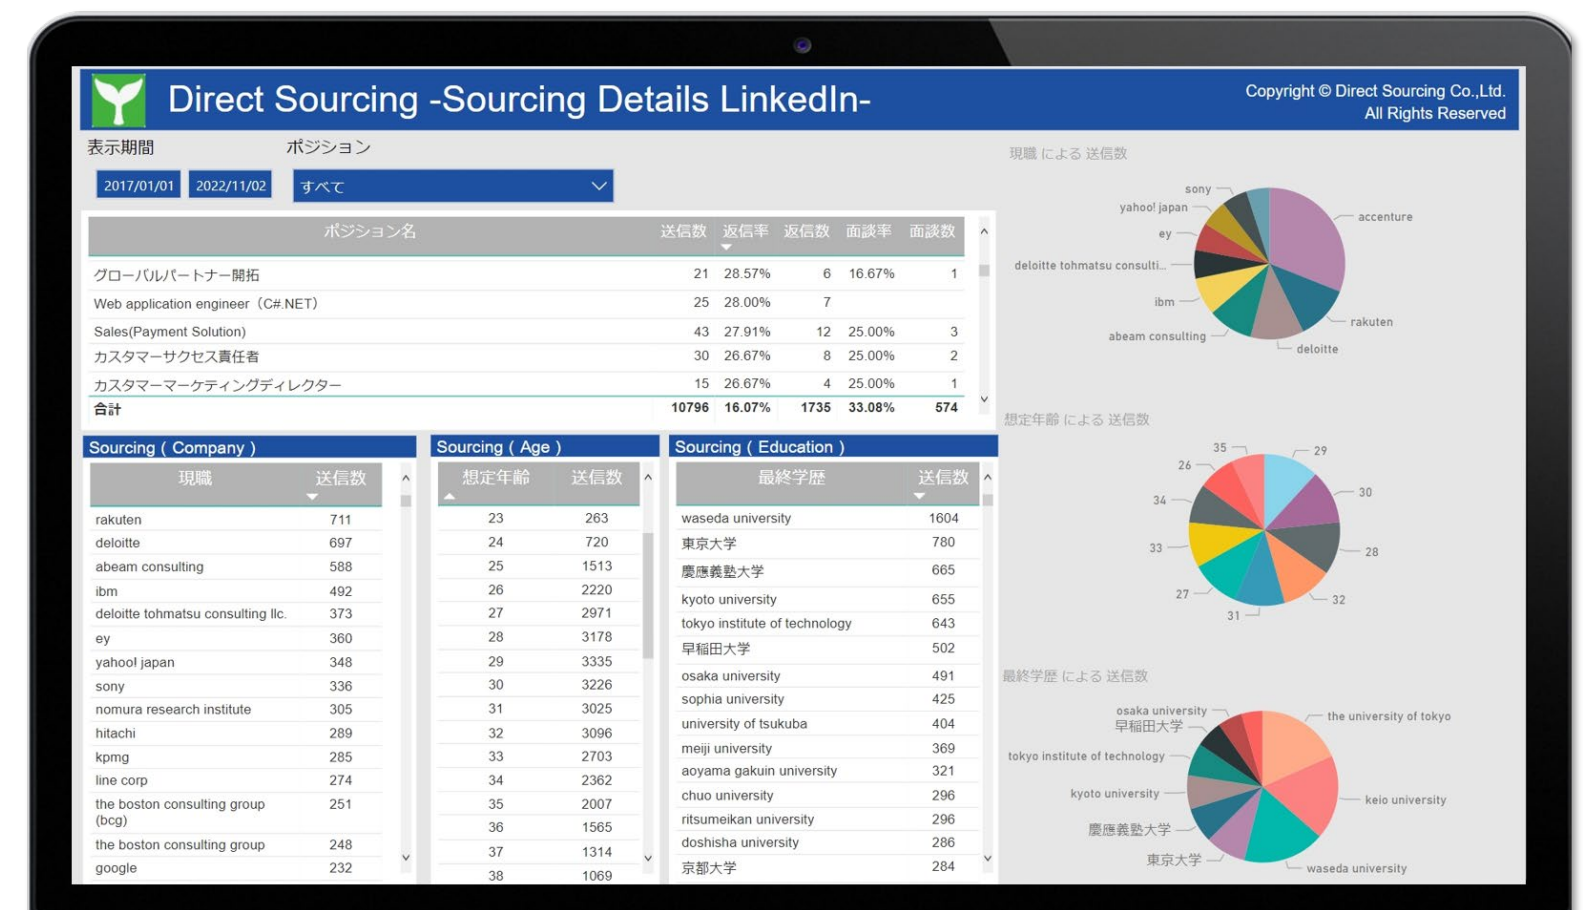 Direct Sourcing -Sourcing Details LinkedIn-
Copyright © Direct Sourcing Co.,Ltd.
All Rights Reserved
表示期間
ポジション
2017/01/01 2022/11/02 すべて
ポジション名 送信数 返信率 返信数 面談率 面談数
グローバルパートナー開拓 21 28.57% 6 16.67% 1
Web application engineer（C#.NET） 25 28.00% 7
Sales(Payment Solution) 43 27.91% 12 25.00% 3
カスタマーサクセス責任者 30 26.67% 8 25.00% 2
カスタマーマーケティングディレクター 15 26.67% 4 25.00% 1
合計 10796 16.07% 1735 33.08% 574
Sourcing ( Company )
現職 送信数
rakuten 711
deloitte 697
abeam consulting 588
ibm 492
deloitte tohmatsu consulting llc. 373
ey 360
yahoo! japan 348
sony 336
nomura research institute 305
hitachi 289
kpmg 285
line corp 274
the boston consulting group 251
(bcg)
the boston consulting group 248
google 232
Sourcing ( Age )
想定年齢 送信数
23 263
24 720
25 1513
26 2220
27 2971
28 3178
29 3335
30 3226
31 3025
32 3096
33 2703
34 2362
35 2007
36 1565
37 1314
38 1069
Sourcing ( Education )
最終学歴 送信数
waseda university 1604
東京大学 780
慶應義塾大学 665
kyoto university 655
tokyo institute of technology 643
早稲田大学 502
osaka university 491
sophia university 425
university of tsukuba 404
meiji university 369
aoyama gakuin university 321
chuo university 296
ritsumeikan university 296
doshisha university 286
京都大学 284
現職 による 送信数
sony
yahoo! japan
accenture
ey
deloitte tohmatsu consulti...
ibm
rakuten
abeam consulting
deloitte
想定年齢 による 送信数
35
29
26
30
34
33
28
27
32
31
最終学歴 による 送信数
osaka university
the university of tokyo
早稲田大学
tokyo institute of technology
kyoto university
keio university
慶應義塾大学
東京大学
waseda university